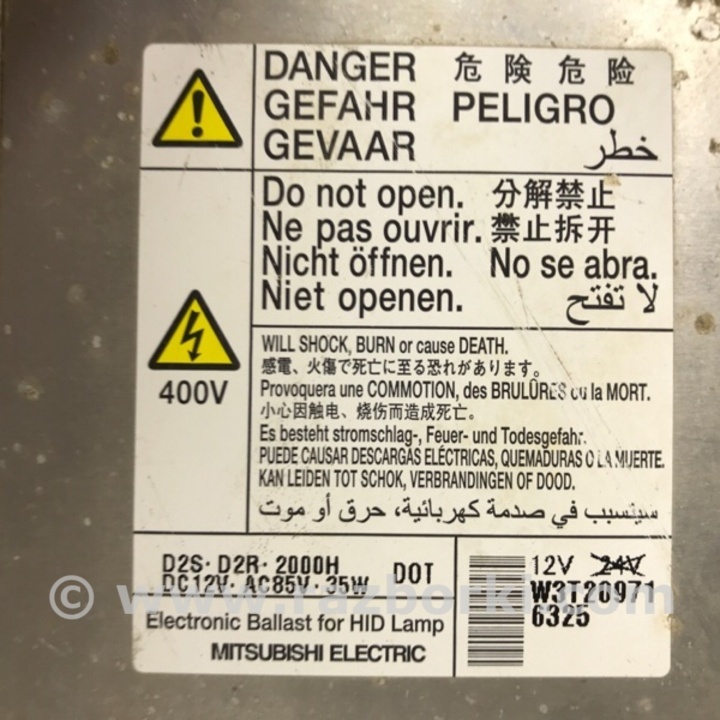 DANGER 危 険 危 险
GEFAHR PELIGRO
GEVAAR خطر
Do not open. 分解禁止
Ne pas ouvrir. 禁止拆开
Nicht öffnen. No se abra.
Niet openen. لا تفتح
400V
WILL SHOCK, BURN or cause DEATH.
感電、火傷で死亡に至る恐れがあります。
Provoquera une COMMOTION, des BRULÛRES ou la MORT.
小心因触电、烧伤而造成死亡。
Es besteht stromschlag-, Feuer- und Todesgefahr.
PUEDE CAUSAR DESCARGAS ELÉCTRICAS, QUEMADURAS O LA MUERTE.
KAN LEIDEN TOT SCHOK, VERBRANDINGEN OF DOOD.
سيتسبب في صدمة كهربائية، حرق أو موت
D2S· D2R· 2000H
DC12V· AC85V· 35W DOT
Electronic Ballast for HID Lamp
MITSUBISHI ELECTRIC
12V 24V
W3T20971
6325
© www.razborki.com